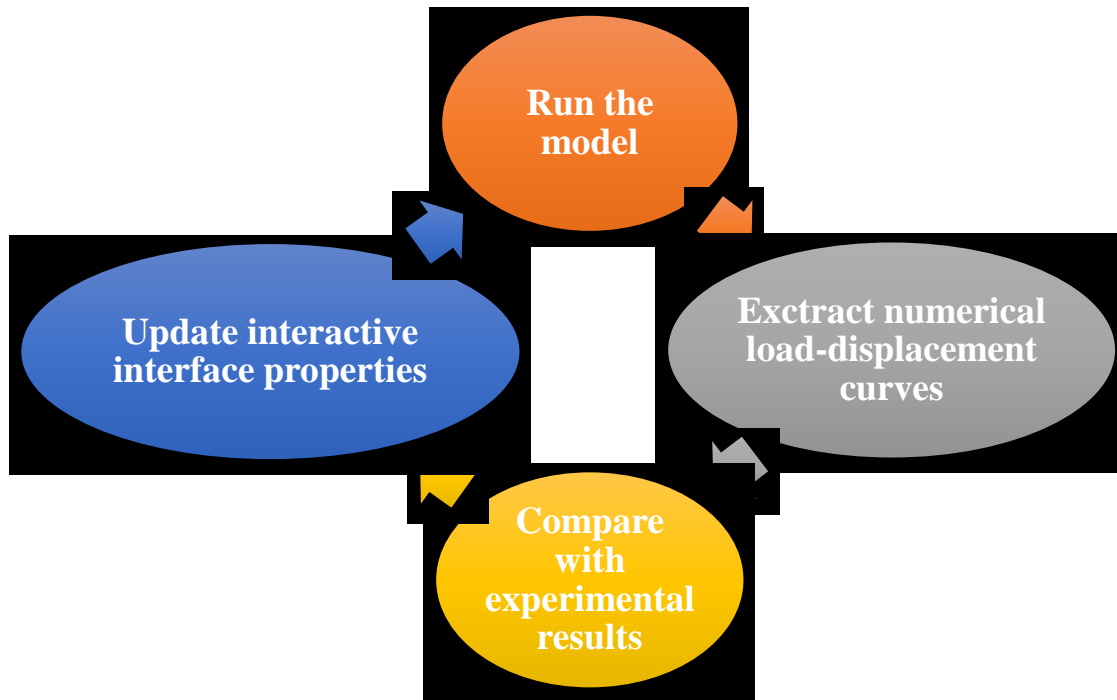 Run the
model
Exctract numerical
load-displacement
curves
Compare
with
experimental
results
Update interactive
interface properties